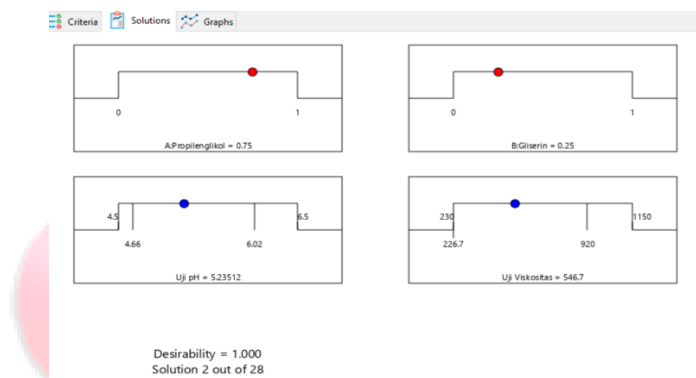 Criteria Solutions Graphs
0 1
A:Propilenglikol = 0.75
0 1
B:Gliserin = 0.25
4.5 6.5
4.66 6.02
Uji pH = 5.23512
230 1150
226.7 920
Uji Viskositas = 546.7
Desirability = 1.000
Solution 2 out of 28